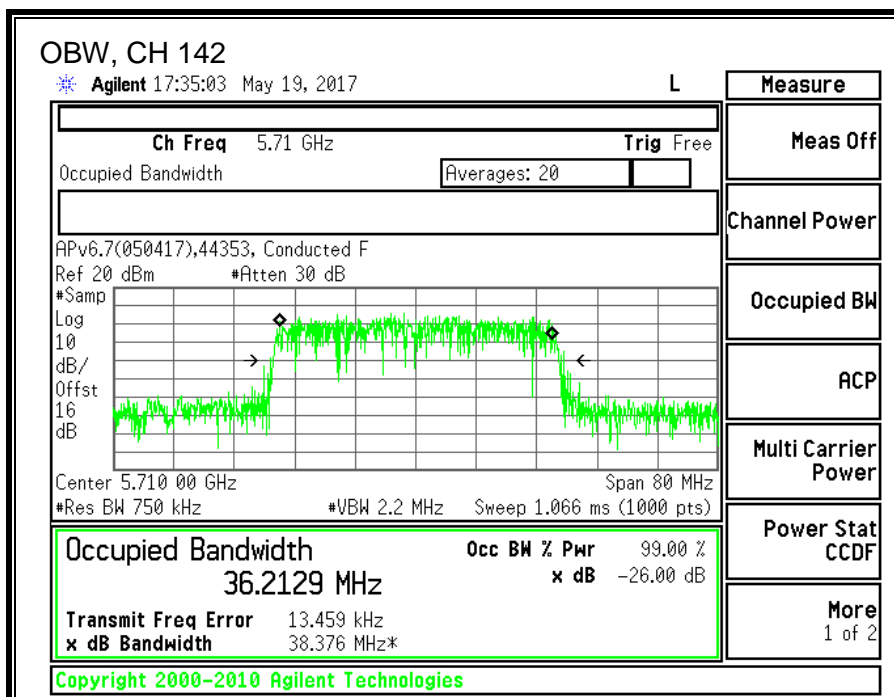 OBW, CH 142
Agilent 17:35:03 May 19, 2017 L
Measure
Ch Freq 5.71 GHz Trig Free
Meas Off
Occupied Bandwidth Averages: 20
Channel Power
APv6.7(050417),44353, Conducted F
Ref 20 dBm #Atten 30 dB
#Samp
Log
10
dB/
Offst
16
dB
Occupied BW
ACP
Center 5.710 00 GHz Span 80 MHz
#Res BW 750 kHz #VBW 2.2 MHz Sweep 1.066 ms (1000 pts)
Multi Carrier
Power
Occupied Bandwidth Occ BW % Pwr 99.00 %
36.2129 MHz x dB -26.00 dB
Power Stat
CCDF
Transmit Freq Error 13.459 kHz
x dB Bandwidth 38.376 MHz*
More
1 of 2
Copyright 2000-2010 Agilent Technologies